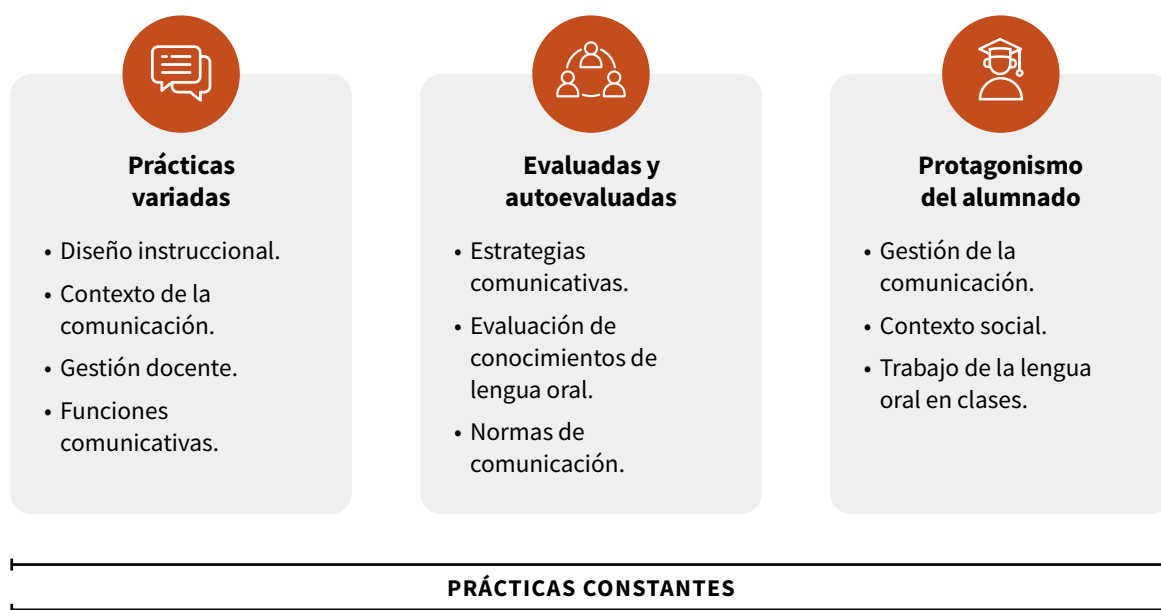 Prácticas
variadas
• Diseño instruccional.
• Contexto de la
comunicación.
• Gestión docente.
• Funciones
comunicativas.
Evaluadas y
autoevaluadas
• Estrategias
comunicativas.
• Evaluación de
conocimientos de
lengua oral.
• Normas de
comunicación.
Protagonismo
del alumnado
• Gestión de la
comunicación.
• Contexto social.
• Trabajo de la lengua
oral en clases.
PRÁCTICAS CONSTANTES